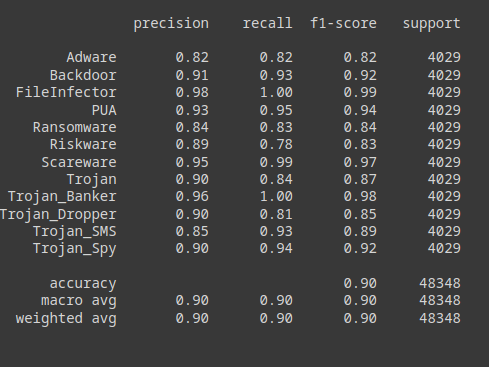 precision recall f1-score support
Adware 0.82 0.82 0.82 4029
Backdoor 0.91 0.93 0.92 4029
FileInfector 0.98 1.00 0.99 4029
PUA 0.93 0.95 0.94 4029
Ransomware 0.84 0.83 0.84 4029
Riskware 0.89 0.78 0.83 4029
Scareware 0.95 0.99 0.97 4029
Trojan 0.90 0.84 0.87 4029
Trojan_Banker 0.96 1.00 0.98 4029
Trojan_Dropper 0.90 0.81 0.85 4029
Trojan_SMS 0.85 0.93 0.89 4029
Trojan_Spy 0.90 0.94 0.92 4029
accuracy 0.90 48348
macro avg 0.90 0.90 0.90 48348
weighted avg 0.90 0.90 0.90 48348